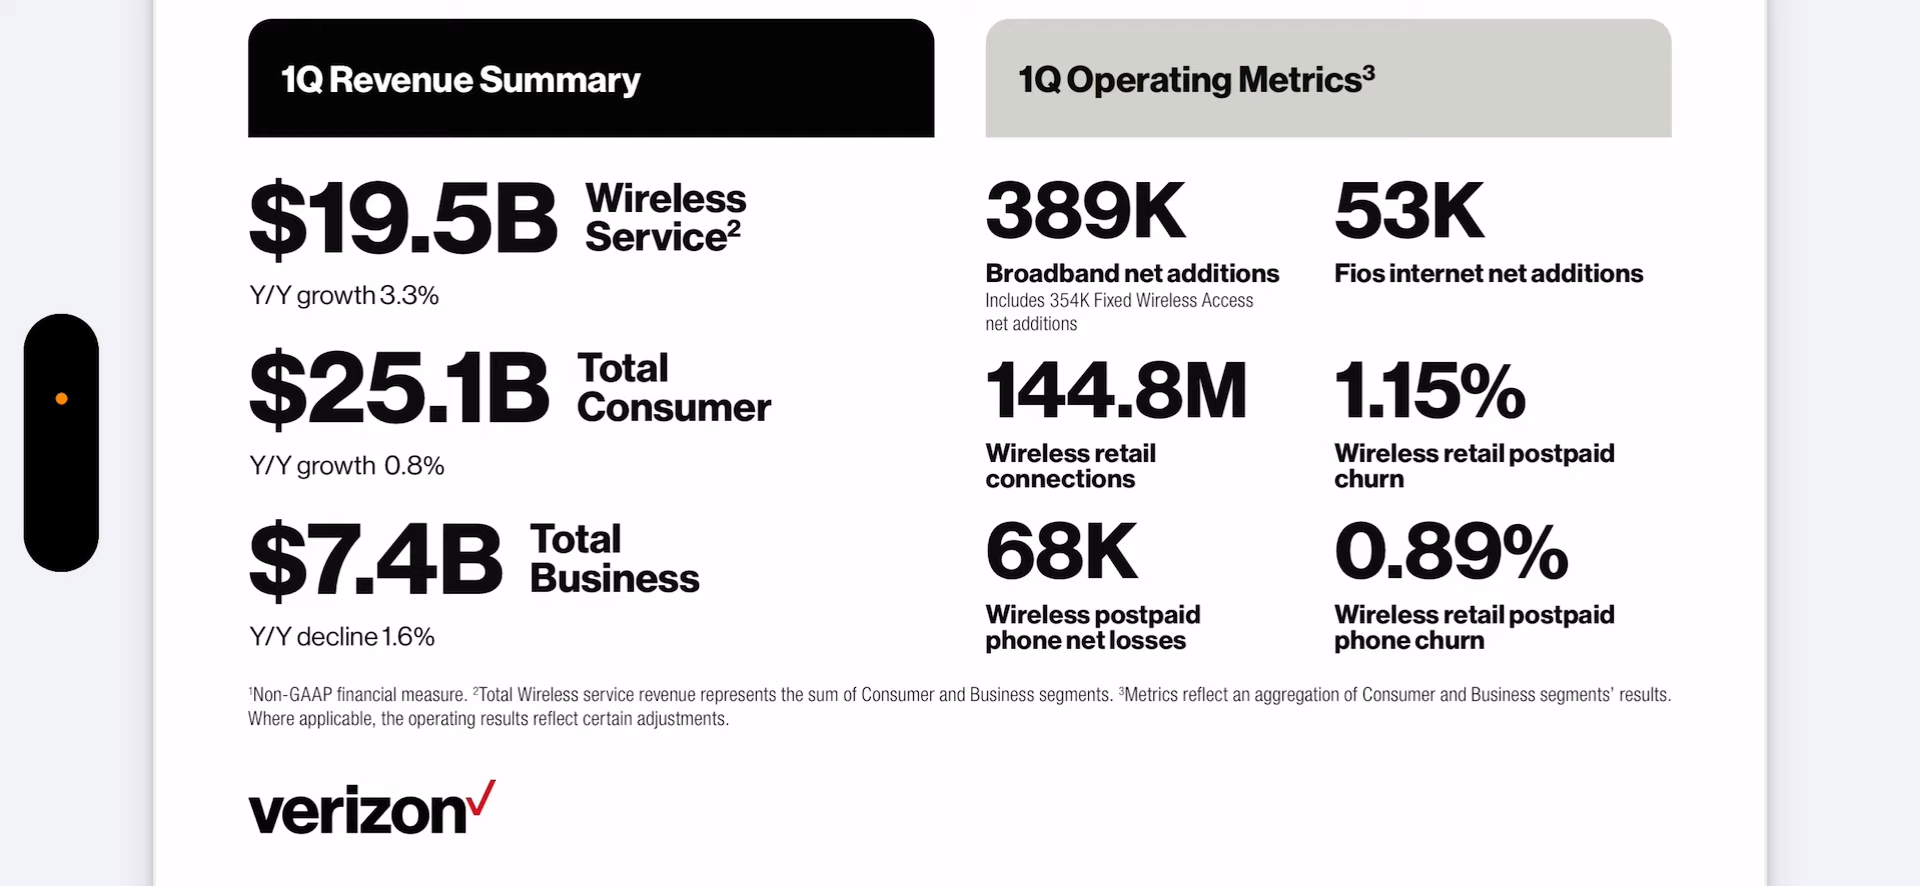 1Q Revenue Summary
$19.5B
Wireless
Service²
Y/Y growth 3.3%
$25.1B
Total
Consumer
Y/Y growth 0.8%
$7.4B
Total
Business
Y/Y decline 1.6%
1Q Operating Metrics³
389K
Broadband net additions
Includes 354K Fixed Wireless Access
net additions
53K
Fios internet net additions
144.8M
Wireless retail
connections
1.15%
Wireless retail postpaid
churn
68K
Wireless postpaid
phone net losses
0.89%
Wireless retail postpaid
phone churn
¹Non-GAAP financial measure. ²Total Wireless service revenue represents the sum of Consumer and Business segments. ³Metrics reflect an aggregation of Consumer and Business segments’ results.
Where applicable, the operating results reflect certain adjustments.
verizon✓